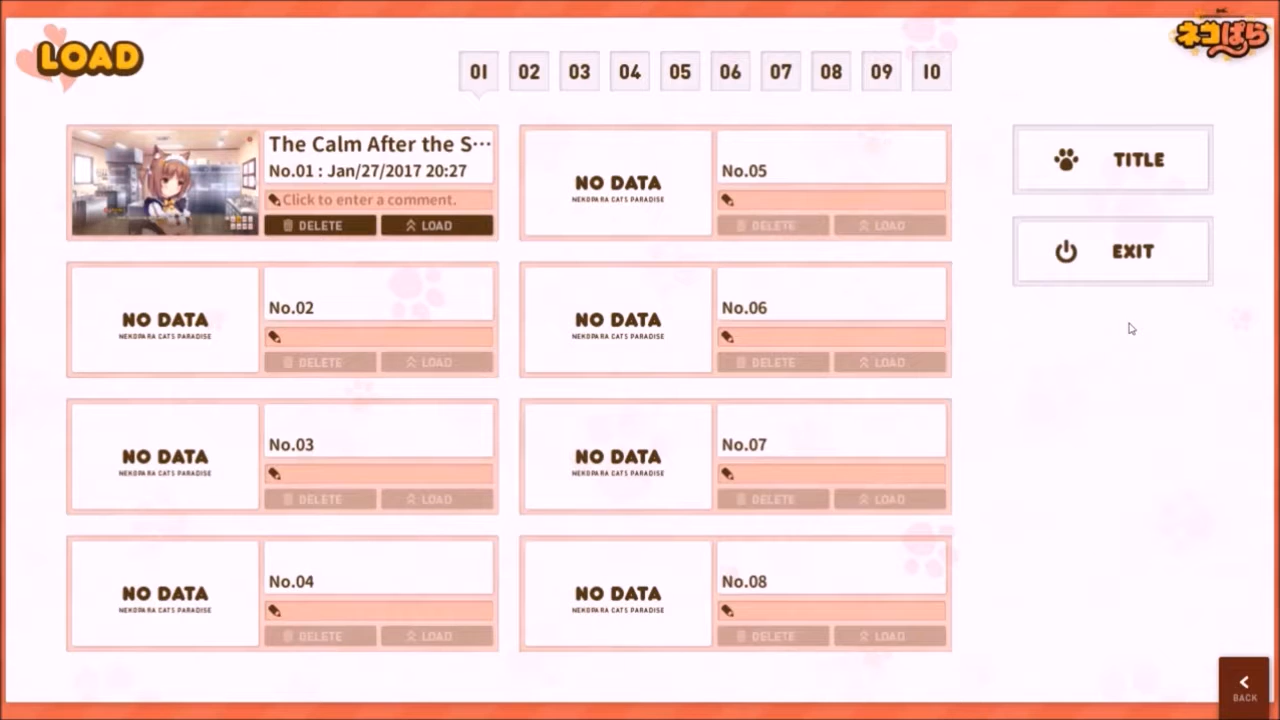 LOAD
ネコぱら
01 02 03 04 05 06 07 08 09 10
The Calm After the S…
No.01 : Jan/27/2017 20:27
Click to enter a comment.
DELETE LOAD
NO DATA
NEKOPARA CATS PARADISE
No.02
DELETE LOAD
NO DATA
NEKOPARA CATS PARADISE
No.03
DELETE LOAD
NO DATA
NEKOPARA CATS PARADISE
No.04
DELETE LOAD
NO DATA
NEKOPARA CATS PARADISE
No.05
DELETE LOAD
NO DATA
NEKOPARA CATS PARADISE
No.06
DELETE LOAD
NO DATA
NEKOPARA CATS PARADISE
No.07
DELETE LOAD
NO DATA
NEKOPARA CATS PARADISE
No.08
DELETE LOAD
TITLE
EXIT
BACK